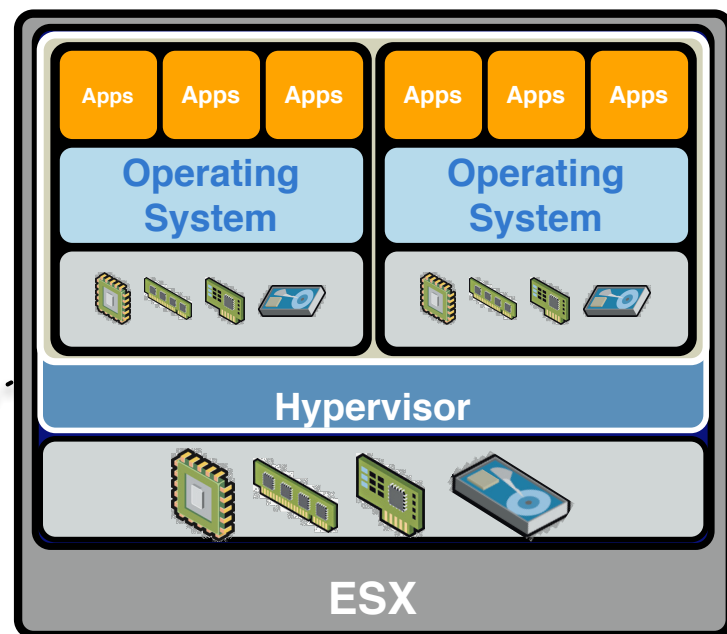 Apps Apps Apps Apps Apps Apps
Operating
System
Operating
System
Hypervisor
ESX